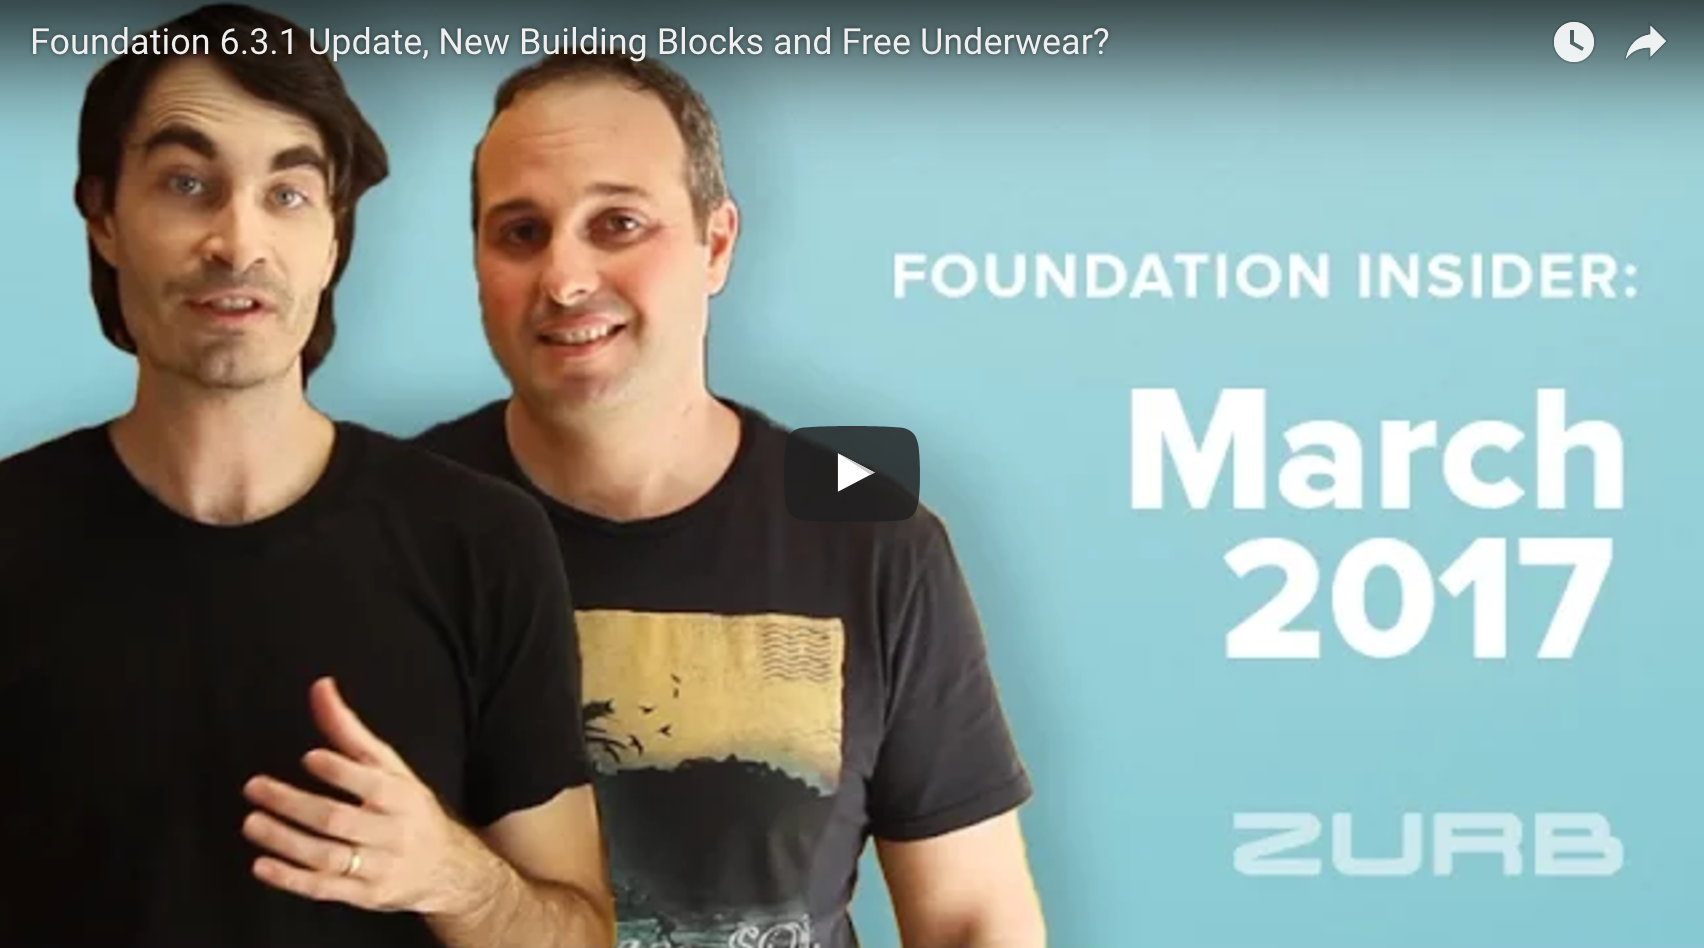 Foundation 6.3.1 Update, New Building Blocks and Free Underwear?
FOUNDATION INSIDER:
March
2017
ZURB